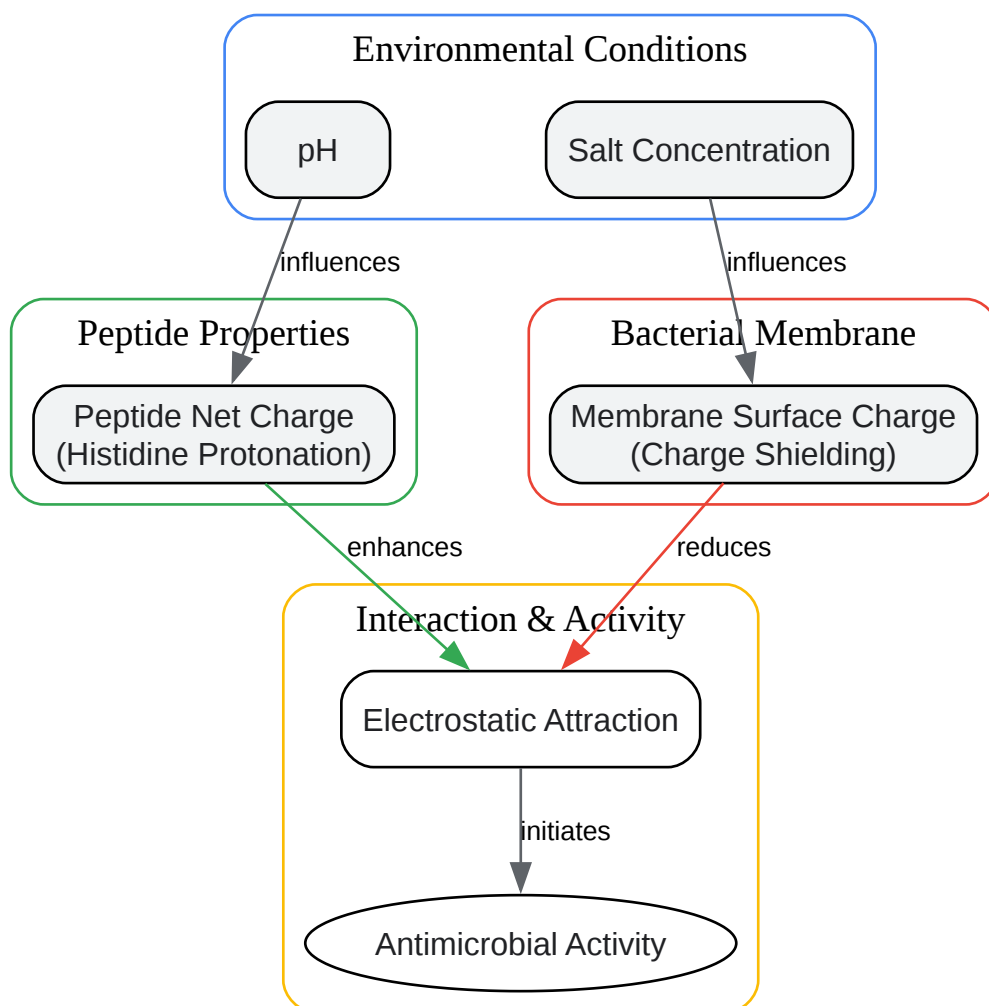 Environmental Conditions
pH
Salt Concentration
influences
influences
Peptide Properties
Bacterial Membrane
Peptide Net Charge
(Histidine Protonation)
Membrane Surface Charge
(Charge Shielding)
enhances
reduces
Interaction & Activity
Electrostatic Attraction
initiates
Antimicrobial Activity